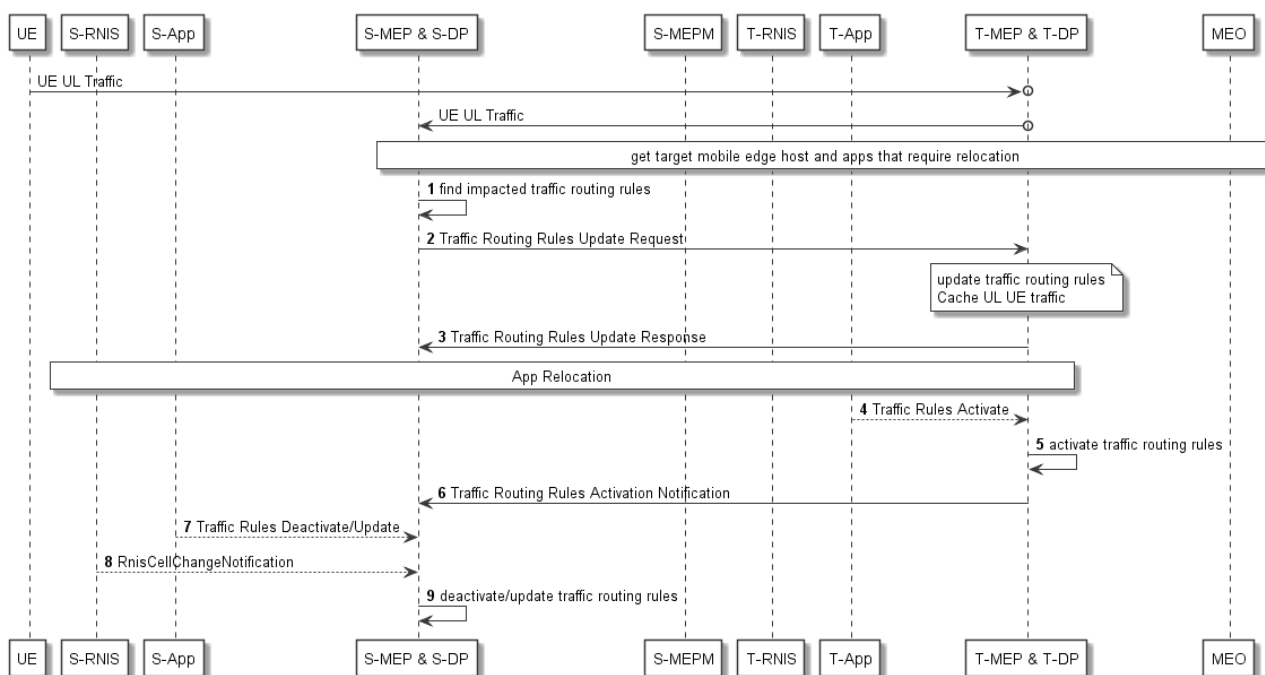 UE S-RNIS S-App S-MEP & S-DP S-MEPM T-RNIS T-App T-MEP & T-DP MEO
UE UL Traffic
UE UL Traffic
get target mobile edge host and apps that require relocation
1 find impacted traffic routing rules
2 Traffic Routing Rules Update Request
update traffic routing rules
Cache UL UE traffic
3 Traffic Routing Rules Update Response
App Relocation
4 Traffic Rules Activate
5 activate traffic routing rules
6 Traffic Routing Rules Activation Notification
7 Traffic Rules Deactivate/Update
8 RnisCellChangeNotification
9 deactivate/update traffic routing rules
UE S-RNIS S-App S-MEP & S-DP S-MEPM T-RNIS T-App T-MEP & T-DP MEO